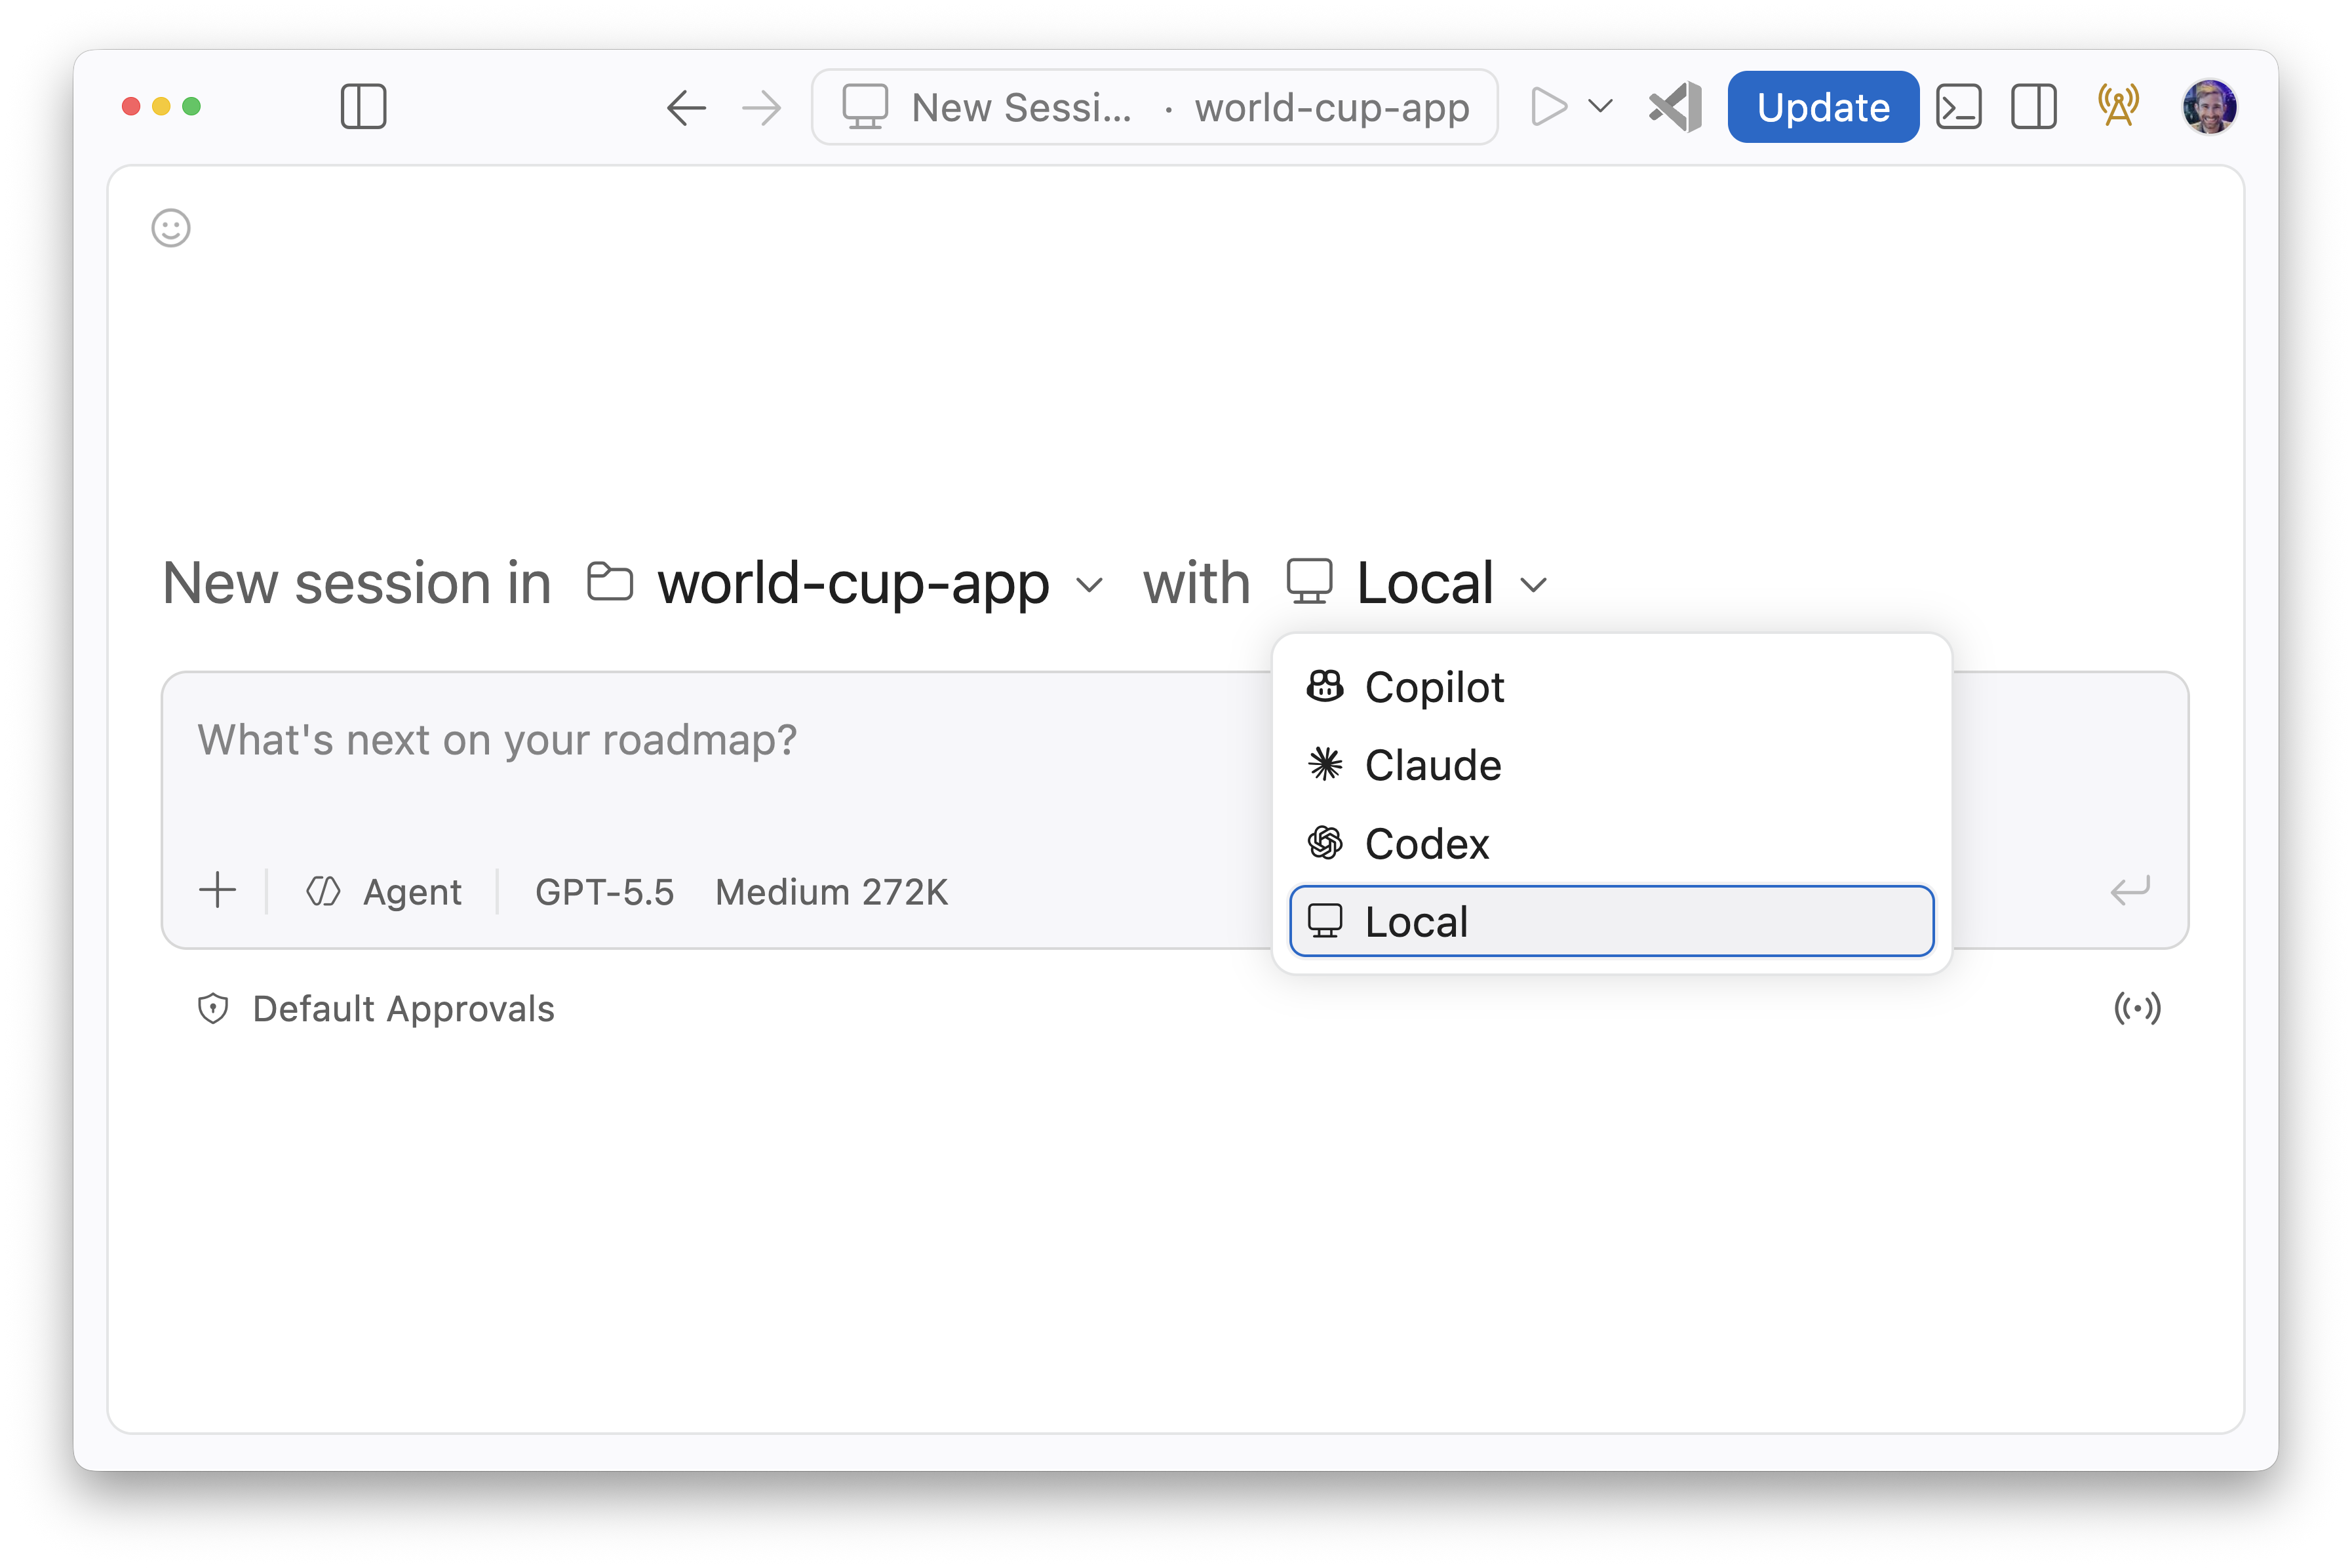 New Sessi... · world-cup-app
Update
New session in world-cup-app with Local
Copilot
Claude
Codex
Local
What's next on your roadmap?
Agent GPT-5.5 Medium 272K
Default Approvals